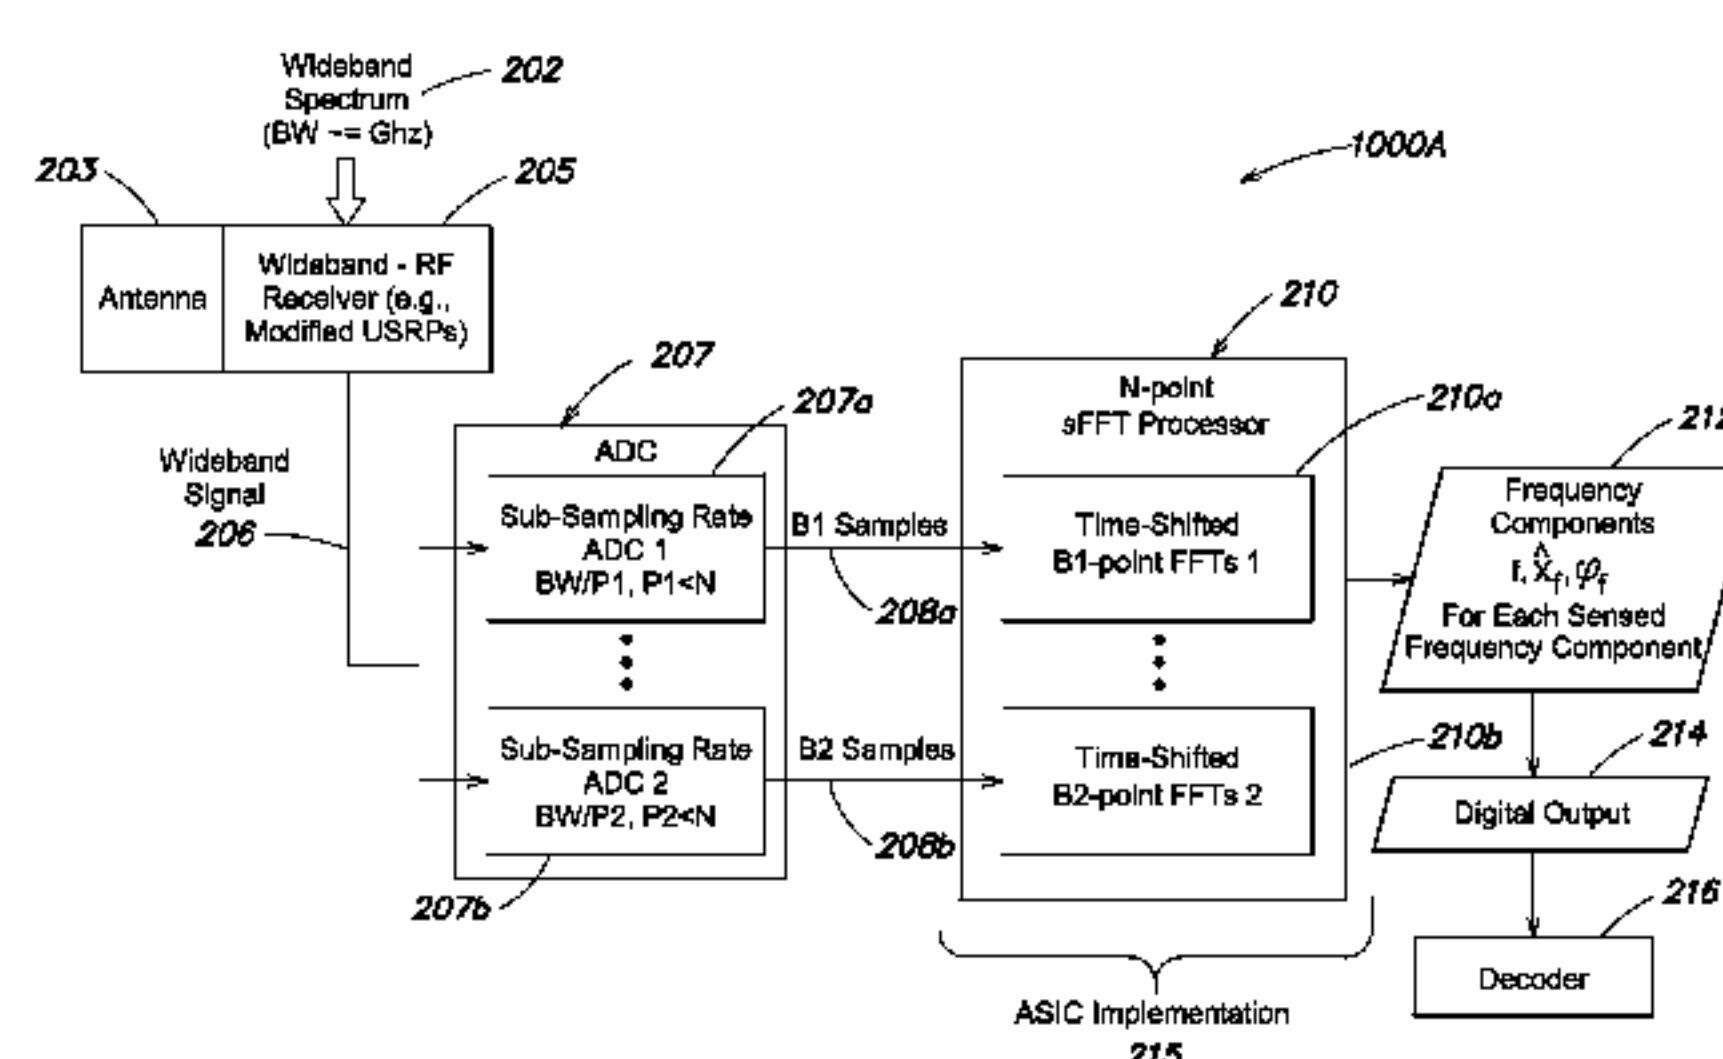 Wideband
Spectrum
(BW ~= Ghz)
202
203
205
1000A
Antenna
Wideband - RF
Receiver (e.g.,
Modified USRPs)
Wideband
Signal
206
207
207a
ADC
Sub-Sampling Rate
ADC 1
BW/P1, P1<N
B1 Samples
208a
Sub-Sampling Rate
ADC 2
BW/P2, P2<N
B2 Samples
208b
207b
210
N-point
sFFT Processor
210a
Time-Shifted
B1-point FFTs 1
Time-Shifted
B2-point FFTs 2
210b
ASIC Implementation
215
212
Frequency
Components
f, x̂f, φf
For Each Sensed
Frequency Component
214
Digital Output
216
Decoder